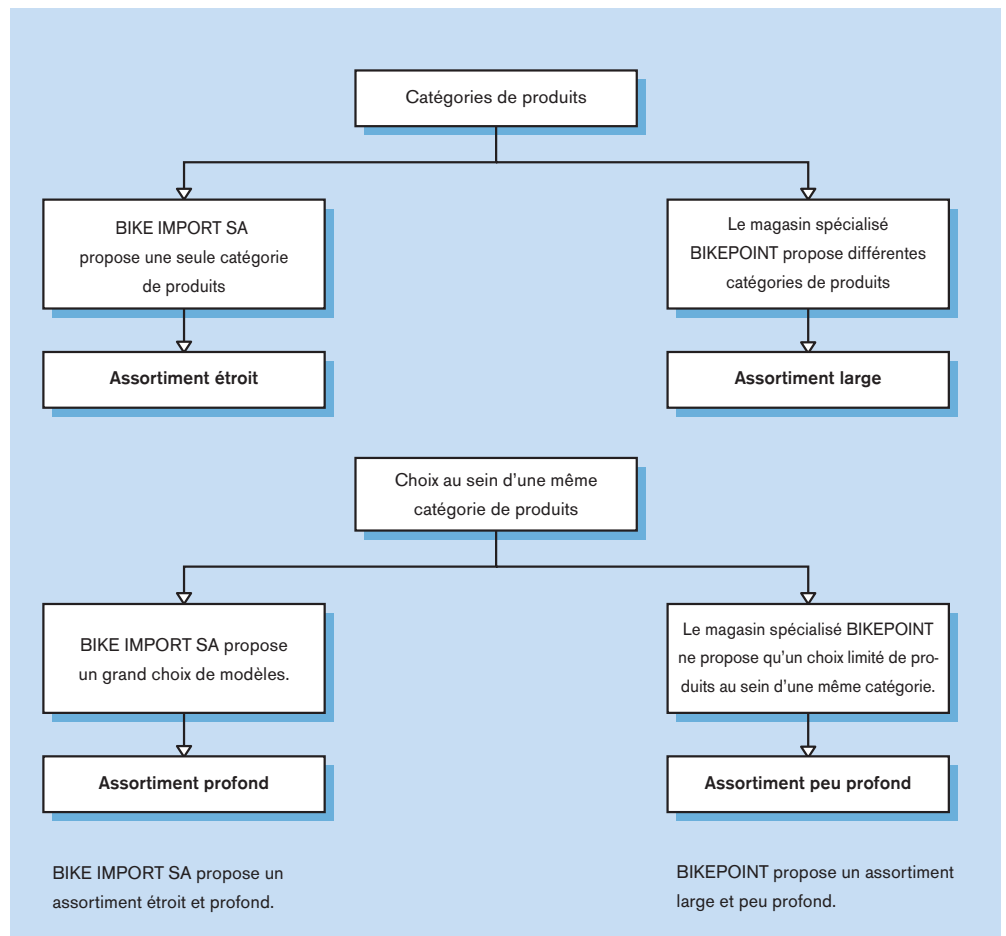 Catégories de produits
BIKE IMPORT SA
propose une seule catégorie
de produits
Le magasin spécialisé
BIKEPOINT propose différentes
catégories de produits
Assortiment étroit
Assortiment large
Choix au sein d'une même
catégorie de produits
BIKE IMPORT SA propose
un grand choix de modèles.
Le magasin spécialisé BIKEPOINT
ne propose qu'un choix limité de pro-
duits au sein d'une même catégorie.
Assortiment profond
Assortiment peu profond
BIKE IMPORT SA propose un
assortiment étroit et profond.
BIKEPOINT propose un assortiment
large et peu profond.